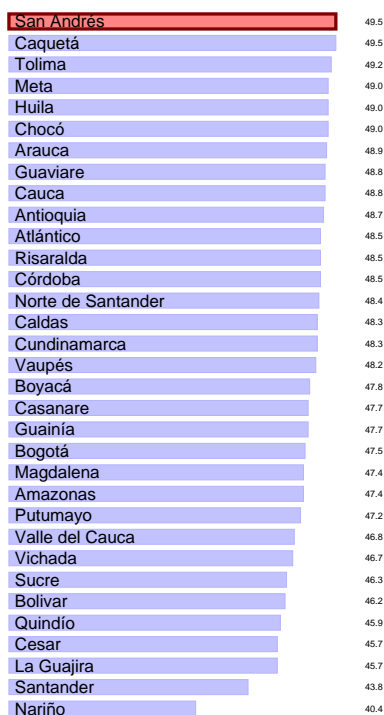 San Andrés 49.5
Caquetá 49.5
Tolima 49.2
Meta 49.0
Huila 49.0
Chocó 49.0
Arauca 48.9
Guaviare 48.8
Cauca 48.8
Antioquia 48.7
Atlántico 48.5
Risaralda 48.5
Córdoba 48.5
Norte de Santander 48.4
Caldas 48.3
Cundinamarca 48.3
Vaupés 48.2
Boyacá 47.8
Casanare 47.7
Guainía 47.7
Bogotá 47.5
Magdalena 47.4
Amazonas 47.4
Putumayo 47.2
Valle del Cauca 46.8
Vichada 46.7
Sucre 46.3
Bolivar 46.2
Quindío 45.9
Cesar 45.7
La Guajira 45.7
Santander 43.8
Nariño 40.4